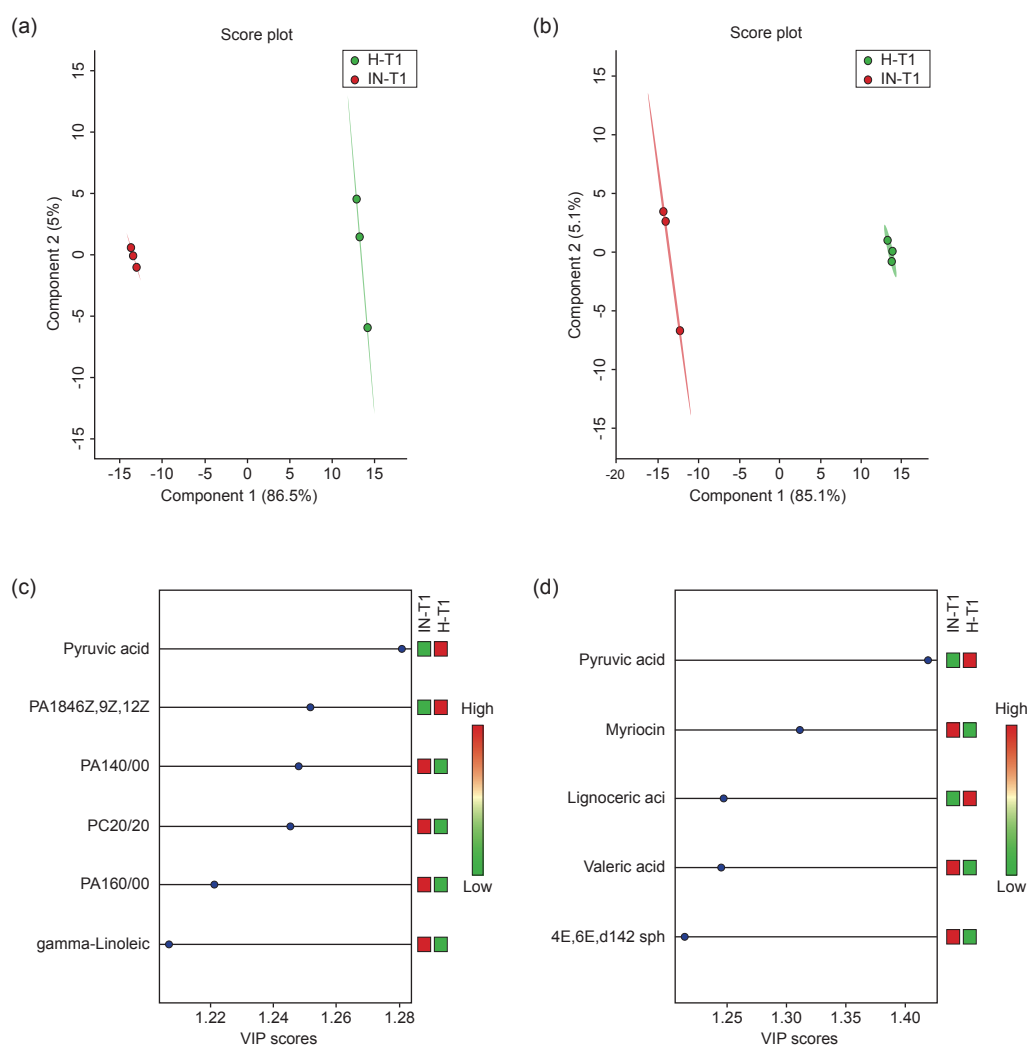 (a)
Score plot
H-T1
IN-T1
15
10
5
0
-5
-10
-15
Component 2 (5%)
-15
-10
-5
0
5
10
15
Component 1 (86.5%)
(b)
Score plot
H-T1
IN-T1
15
10
5
0
-5
-10
-15
Component 2 (5.1%)
-20
-15
-10
-5
0
5
10
15
Component 1 (85.1%)
(c)
IN-T1
H-T1
Pyruvic acid
PA1846Z,9Z,12Z
PA140/00
PC20/20
PA160/00
gamma-Linoleic
High
Low
1.22
1.24
1.26
1.28
VIP scores
(d)
IN-T1
H-T1
Pyruvic acid
Myriocin
Lignoceric aci
Valeric acid
4E,6E,d142 sph
High
Low
1.25
1.30
1.35
1.40
VIP scores